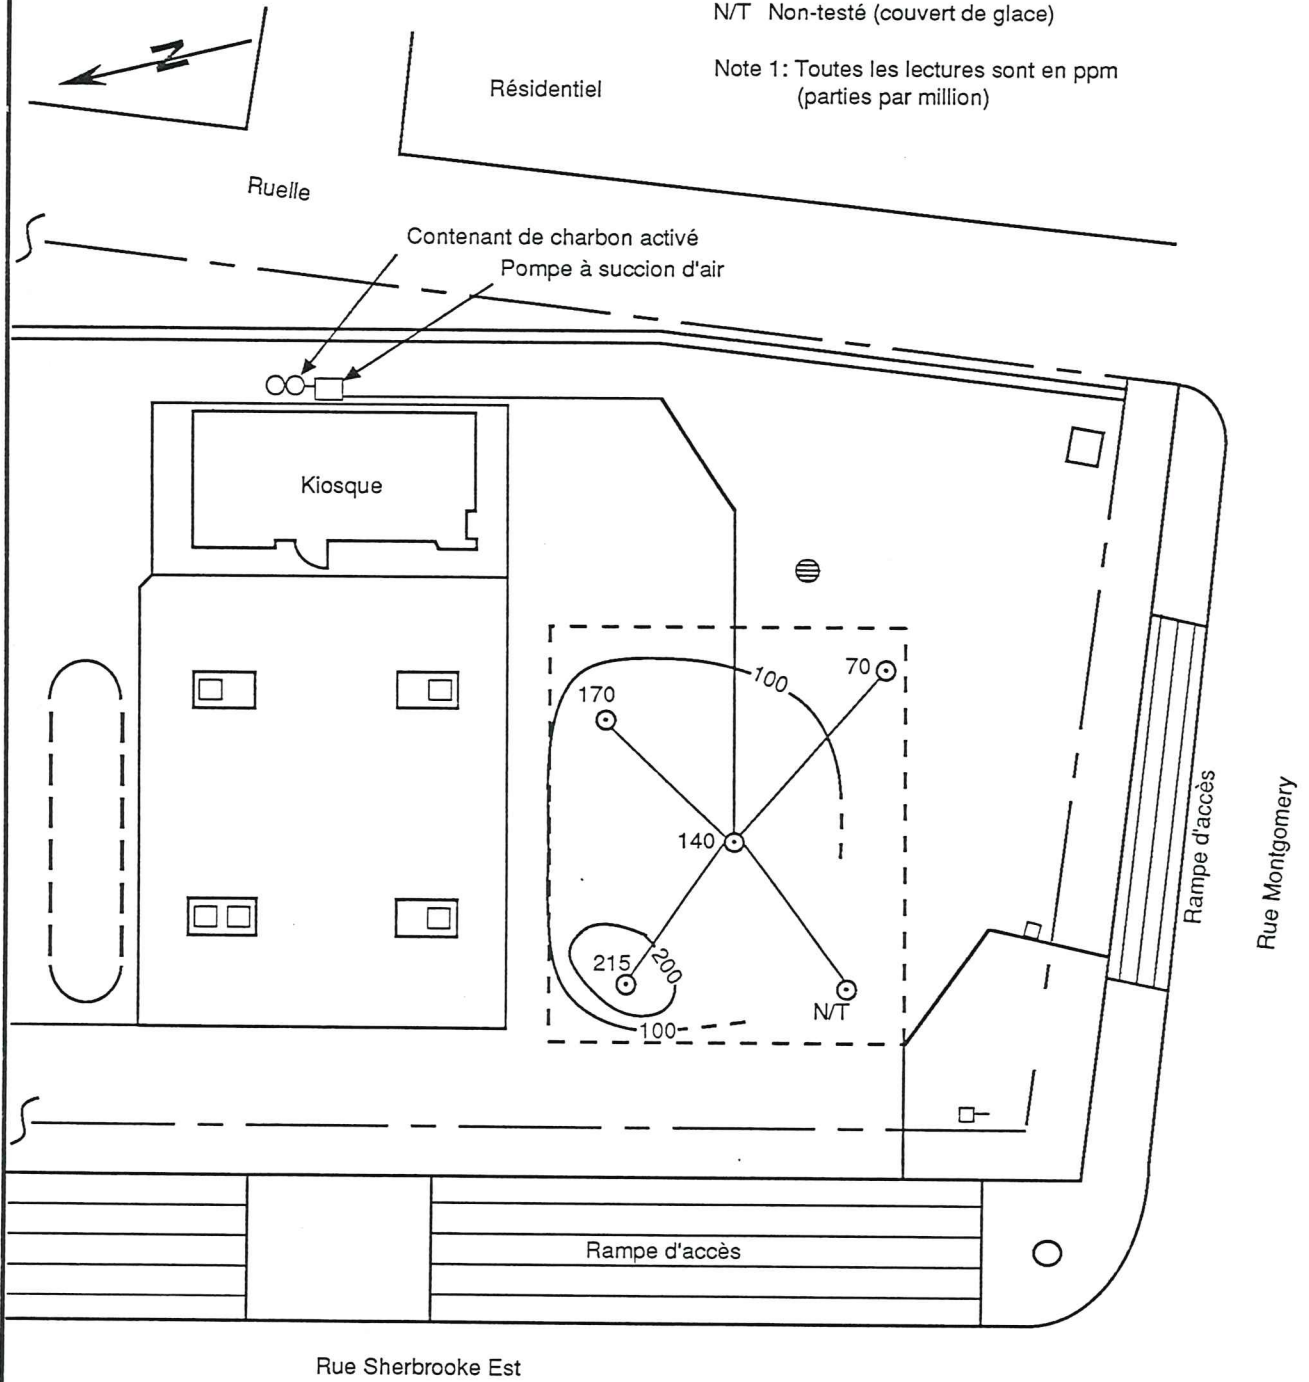 N/T Non-testé (couvert de glace)
N
Résidentiel
Note 1: Toutes les lectures sont en ppm
(parties par million)
Ruelle
Contenant de charbon activé
Pompe à succion d'air
Kiosque
70
100
170
140
Rampe d'accès
Rue Montgomery
215
200
N/T
100
Rampe d'accès
Rue Sherbrooke Est